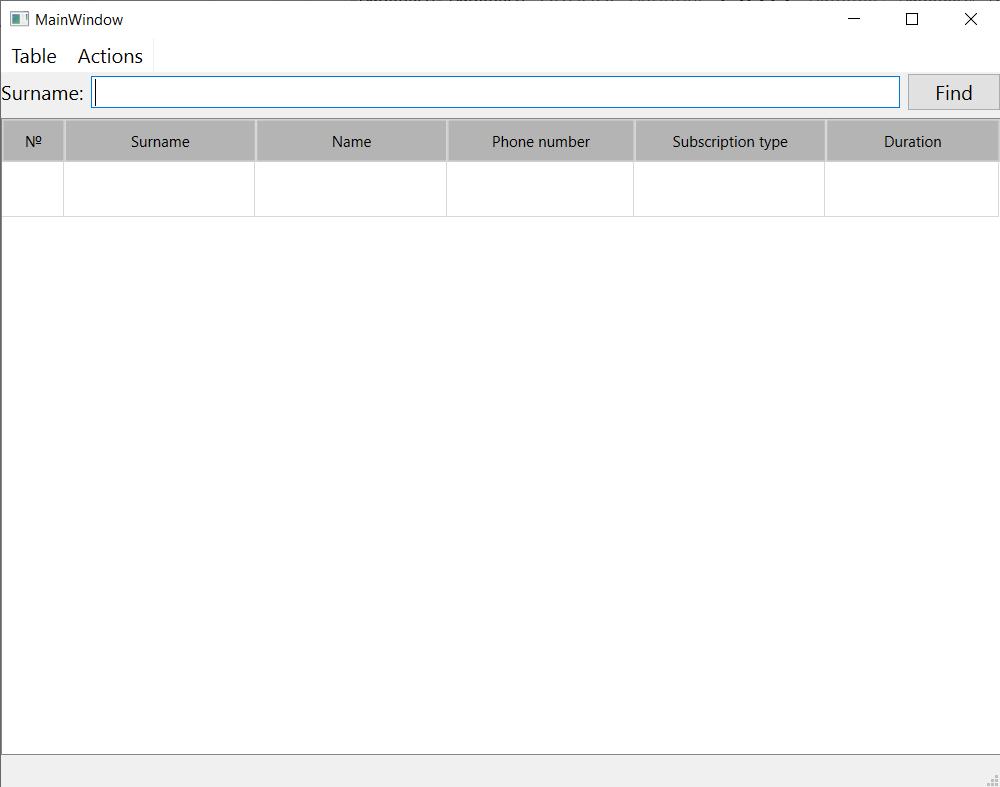 MainWindow
Table Actions
Surname: Find
№ Surname Name Phone number Subscription type Duration